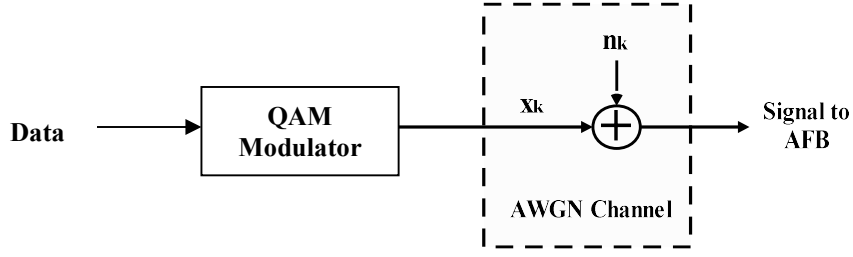 Data
QAM
Modulator
xk
nk
+
AWGN Channel
Signal to
AFB